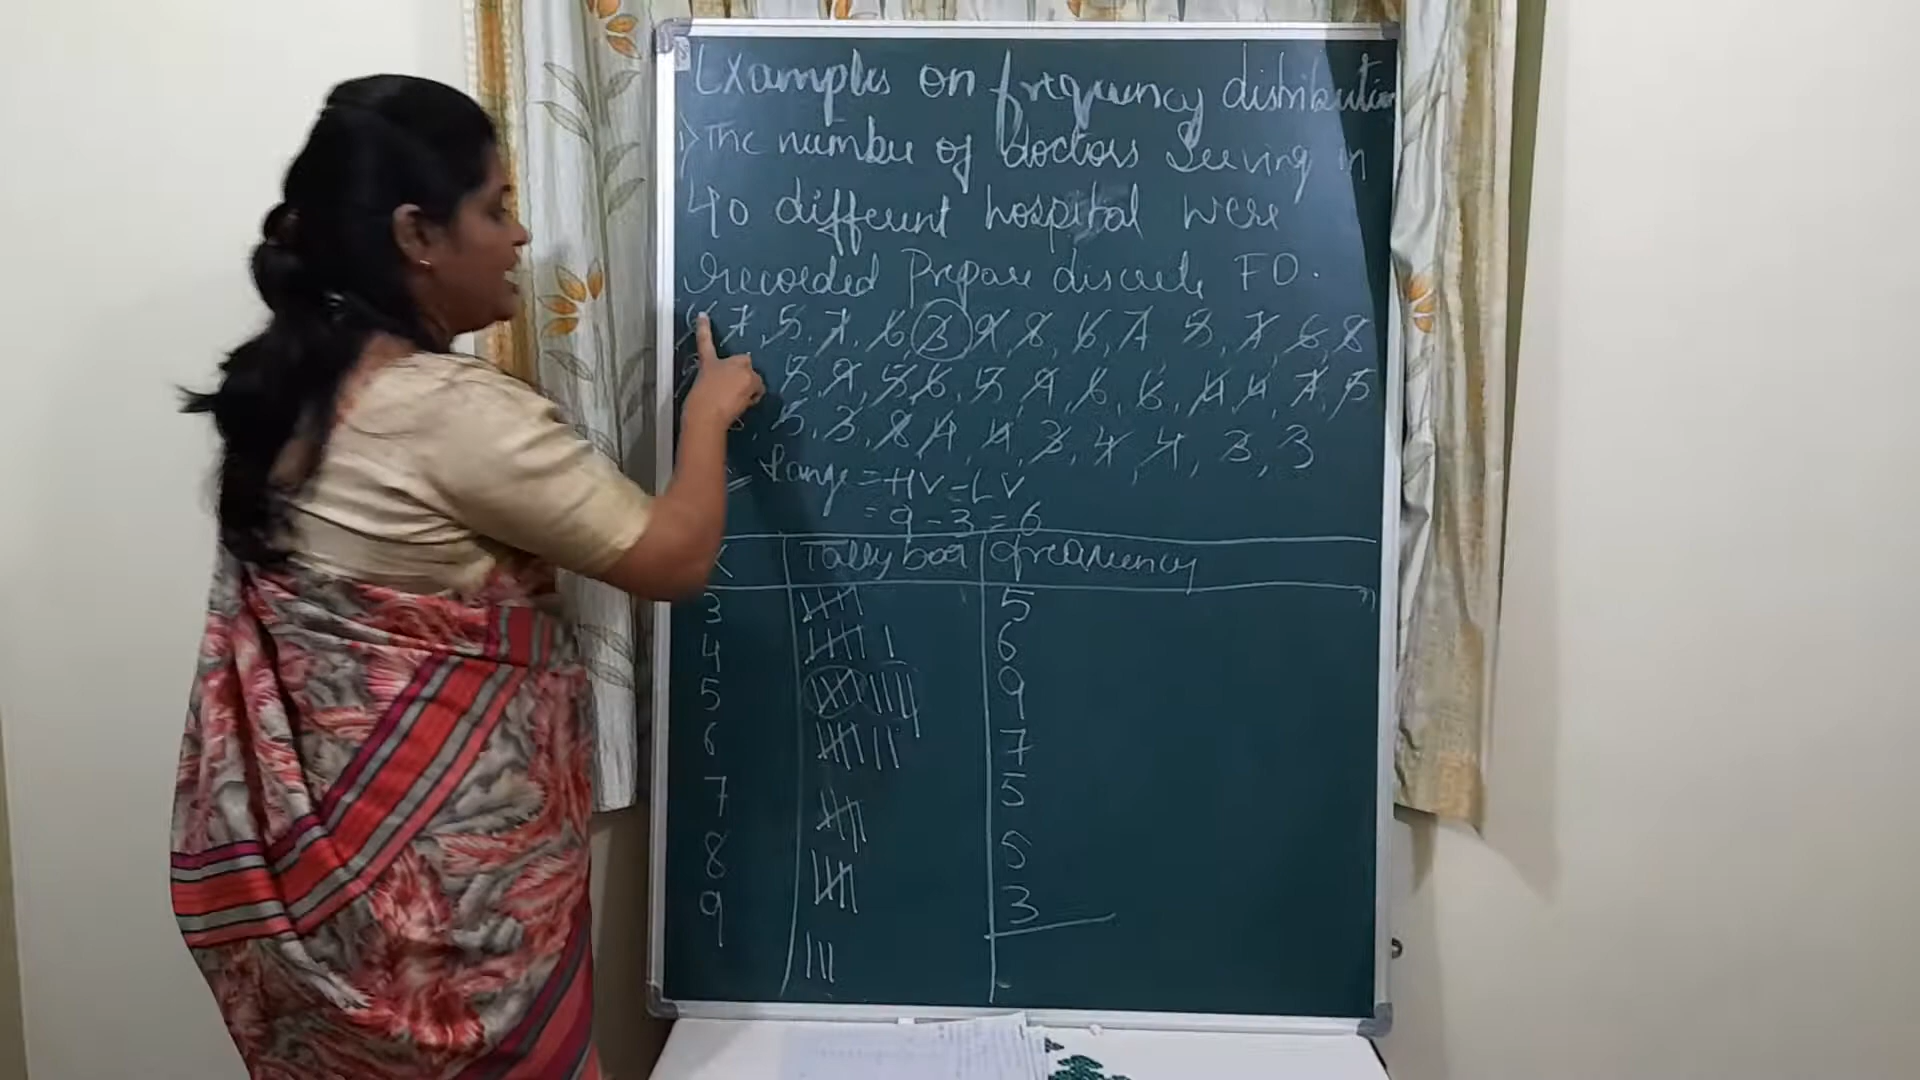 Examples on frequency distribution
1) The number of doctors serving in
40 different hospital were
recorded Prepare discrete FD.
7, 5, 7, 6, 3, 9, 8, 6, 7, 5, 7, 6, 8
5, 9, 5, 6, 5, 9, 6, 6, 4, 4, 7, 5
5, 3, 8, 4, 4, 3, 4, 4, 3, 3
Range = HV - LV
= 9 - 3 = 6
X Tally bar frequency
3 5
4 6
5 9
6 7
7 5
8 5
9 3